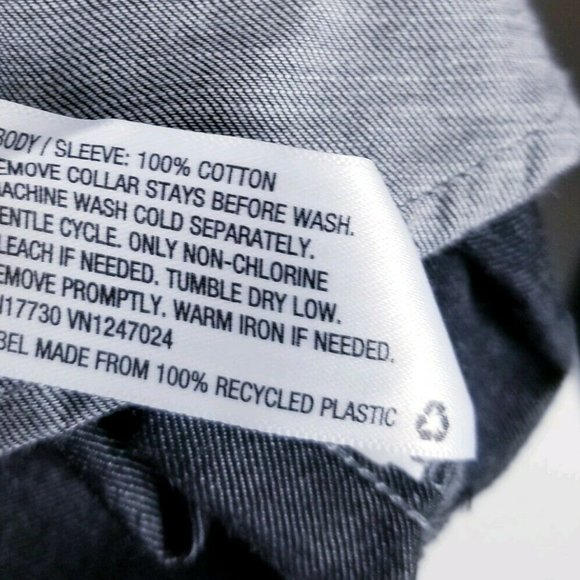 BODY / SLEEVE: 100% COTTON
EMOVE COLLAR STAYS BEFORE WASH.
ACHINE WASH COLD SEPARATELY.
ENTLE CYCLE. ONLY NON-CHLORINE
LEACH IF NEEDED. TUMBLE DRY LOW.
EMOVE PROMPTLY. WARM IRON IF NEEDED.
17730 VN1247024
BEL MADE FROM 100% RECYCLED PLASTIC